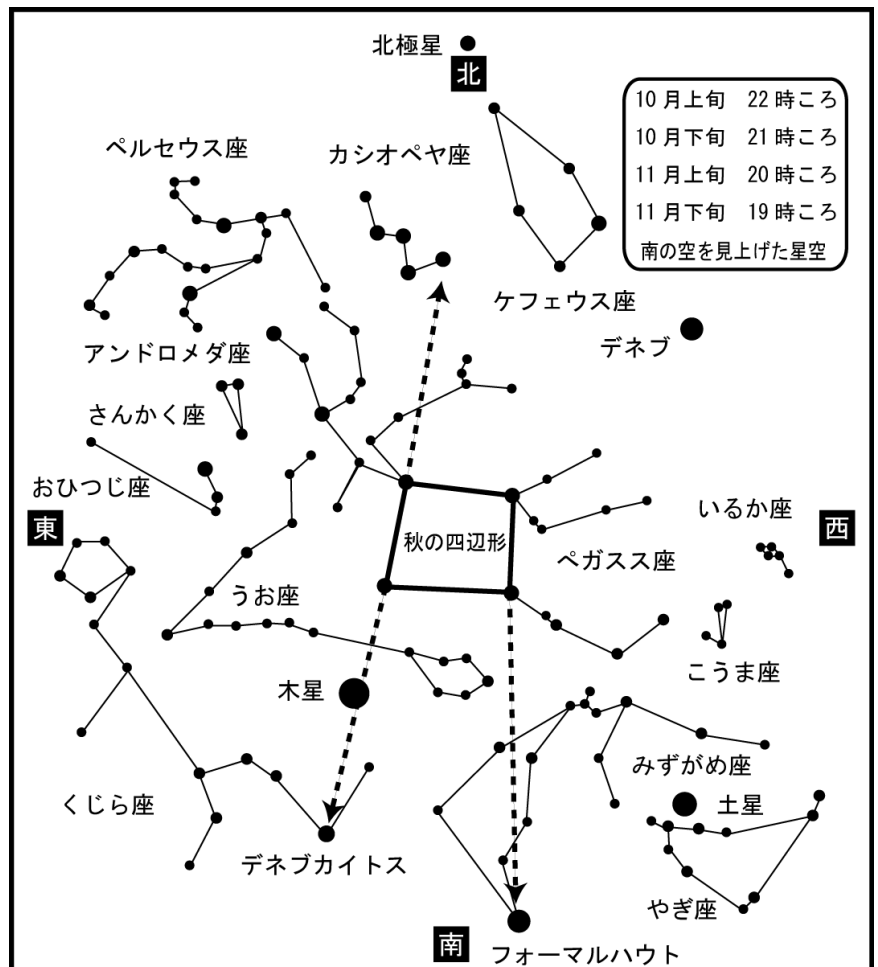 北極星
北
10月上旬　22時ころ
10月下旬　21時ころ
11月上旬　20時ころ
11月下旬　19時ころ
南の空を見上げた星空
ペルセウス座
カシオペヤ座
ケフェウス座
デネブ
アンドロメダ座
さんかく座
おひつじ座
東
秋の四辺形
ペガスス座
いるか座
西
うお座
こうま座
木星
みずがめ座
土星
くじら座
デネブカイトス
やぎ座
南
フォーマルハウト